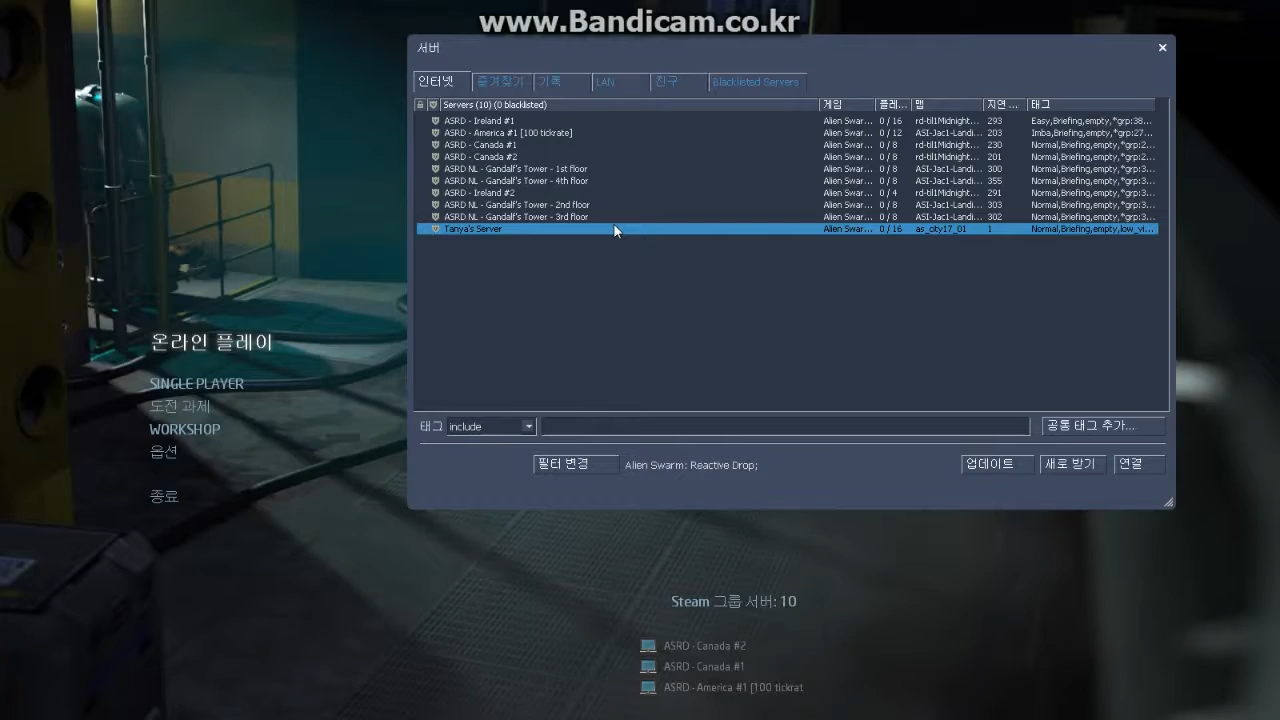 www.Bandicam.co.kr
서버
인터넷 즐겨찾기 기록 LAN 친구 Blacklisted Servers
Servers (10) (0 blacklisted) 게임 플레... 맵 지연 ... 태그
ASRD - Ireland #1 Alien Swar... 0 / 16 rd-til1Midnight... 293 Easy,Briefing,empty,*grp:38...
ASRD - America #1 [100 tickrate] Alien Swar... 0 / 12 ASI-Jac1-Landi... 203 Imba,Briefing,empty,*grp:27...
ASRD - Canada #1 Alien Swar... 0 / 8 rd-til1Midnight... 230 Normal,Briefing,empty,*grp:2...
ASRD - Canada #2 Alien Swar... 0 / 8 rd-til1Midnight... 201 Normal,Briefing,empty,*grp:2...
ASRD NL - Gandalf's Tower - 1st floor Alien Swar... 0 / 8 ASI-Jac1-Landi... 300 Normal,Briefing,empty,*grp:3...
ASRD NL - Gandalf's Tower - 4th floor Alien Swar... 0 / 8 ASI-Jac1-Landi... 355 Normal,Briefing,empty,*grp:3...
ASRD - Ireland #2 Alien Swar... 0 / 4 rd-til1Midnight... 291 Normal,Briefing,empty,*grp:3...
ASRD NL - Gandalf's Tower - 2nd floor Alien Swar... 0 / 8 ASI-Jac1-Landi... 303 Normal,Briefing,empty,*grp:3...
ASRD NL - Gandalf's Tower - 3rd floor Alien Swar... 0 / 8 ASI-Jac1-Landi... 302 Normal,Briefing,empty,*grp:3...
Tanya's Server Alien Swar... 0 / 16 as_city17_01 1 Normal,Briefing,empty,low_vi...
온라인 플레이
SINGLE PLAYER
도전 과제
WORKSHOP
옵션
종료
태그 include 공통 태그 추가...
필터 변경 Alien Swarm: Reactive Drop; 업데이트 새로 받기 연결
Steam 그룹 서버: 10
ASRD - Canada #2
ASRD - Canada #1
ASRD - America #1 [100 tickrat